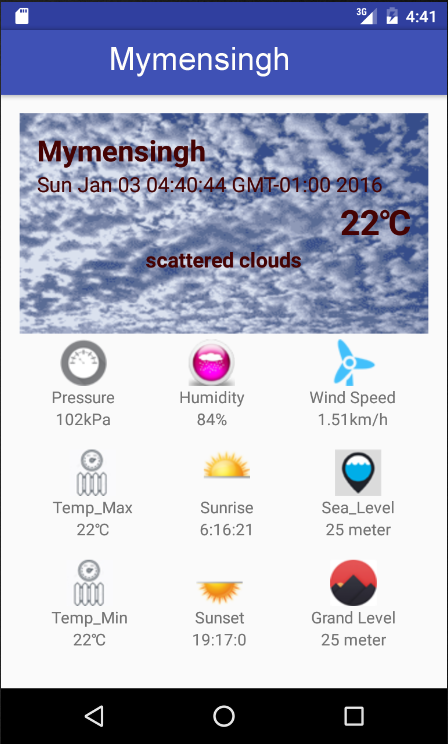 3G 4:41
Mymensingh
Mymensingh
Sun Jan 03 04:40:44 GMT-01:00 2016
22℃
scattered clouds
Pressure Humidity Wind Speed
102kPa 84% 1.51km/h
Temp_Max Sunrise Sea_Level
22℃ 6:16:21 25 meter
Temp_Min Sunset Grand Level
22℃ 19:17:0 25 meter